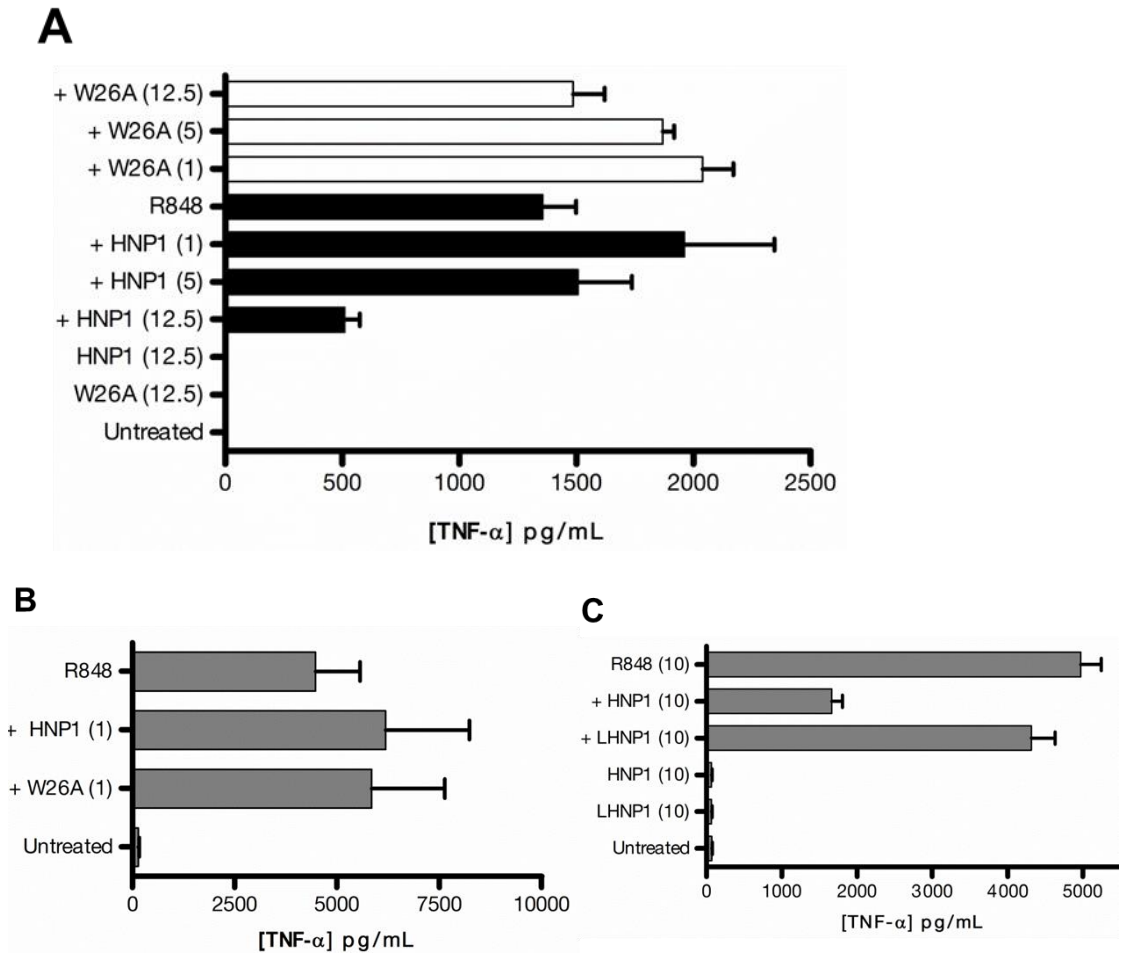 A
+ W26A (12.5)
+ W26A (5)
+ W26A (1)
R848
+ HNP1 (1)
+ HNP1 (5)
+ HNP1 (12.5)
HNP1 (12.5)
W26A (12.5)
Untreated
0 500 1000 1500 2000 2500
[TNF-α] pg/mL
B
R848
+ HNP1 (1)
+ W26A (1)
Untreated
0 2500 5000 7500 10000
[TNF-α] pg/mL
C
R848 (10)
+ HNP1 (10)
+ LHNP1 (10)
HNP1 (10)
LHNP1 (10)
Untreated
0 1000 2000 3000 4000 5000
[TNF-α] pg/mL